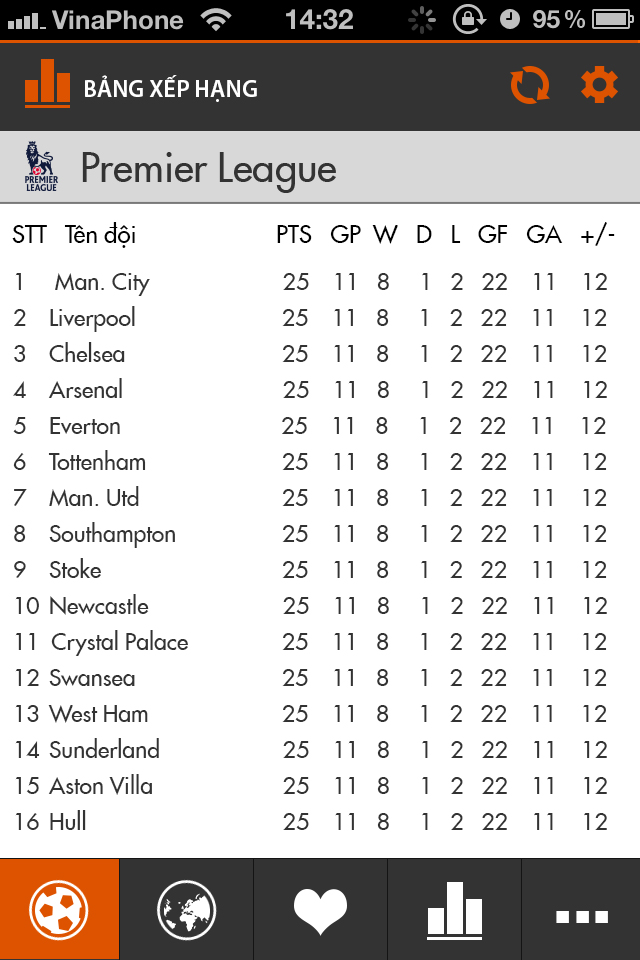 VinaPhone 14:32 95%
BẢNG XẾP HẠNG
PREMIER LEAGUE Premier League
STT Tên đội PTS GP W D L GF GA +/-
1 Man. City 25 11 8 1 2 22 11 12
2 Liverpool 25 11 8 1 2 22 11 12
3 Chelsea 25 11 8 1 2 22 11 12
4 Arsenal 25 11 8 1 2 22 11 12
5 Everton 25 11 8 1 2 22 11 12
6 Tottenham 25 11 8 1 2 22 11 12
7 Man. Utd 25 11 8 1 2 22 11 12
8 Southampton 25 11 8 1 2 22 11 12
9 Stoke 25 11 8 1 2 22 11 12
10 Newcastle 25 11 8 1 2 22 11 12
11 Crystal Palace 25 11 8 1 2 22 11 12
12 Swansea 25 11 8 1 2 22 11 12
13 West Ham 25 11 8 1 2 22 11 12
14 Sunderland 25 11 8 1 2 22 11 12
15 Aston Villa 25 11 8 1 2 22 11 12
16 Hull 25 11 8 1 2 22 11 12